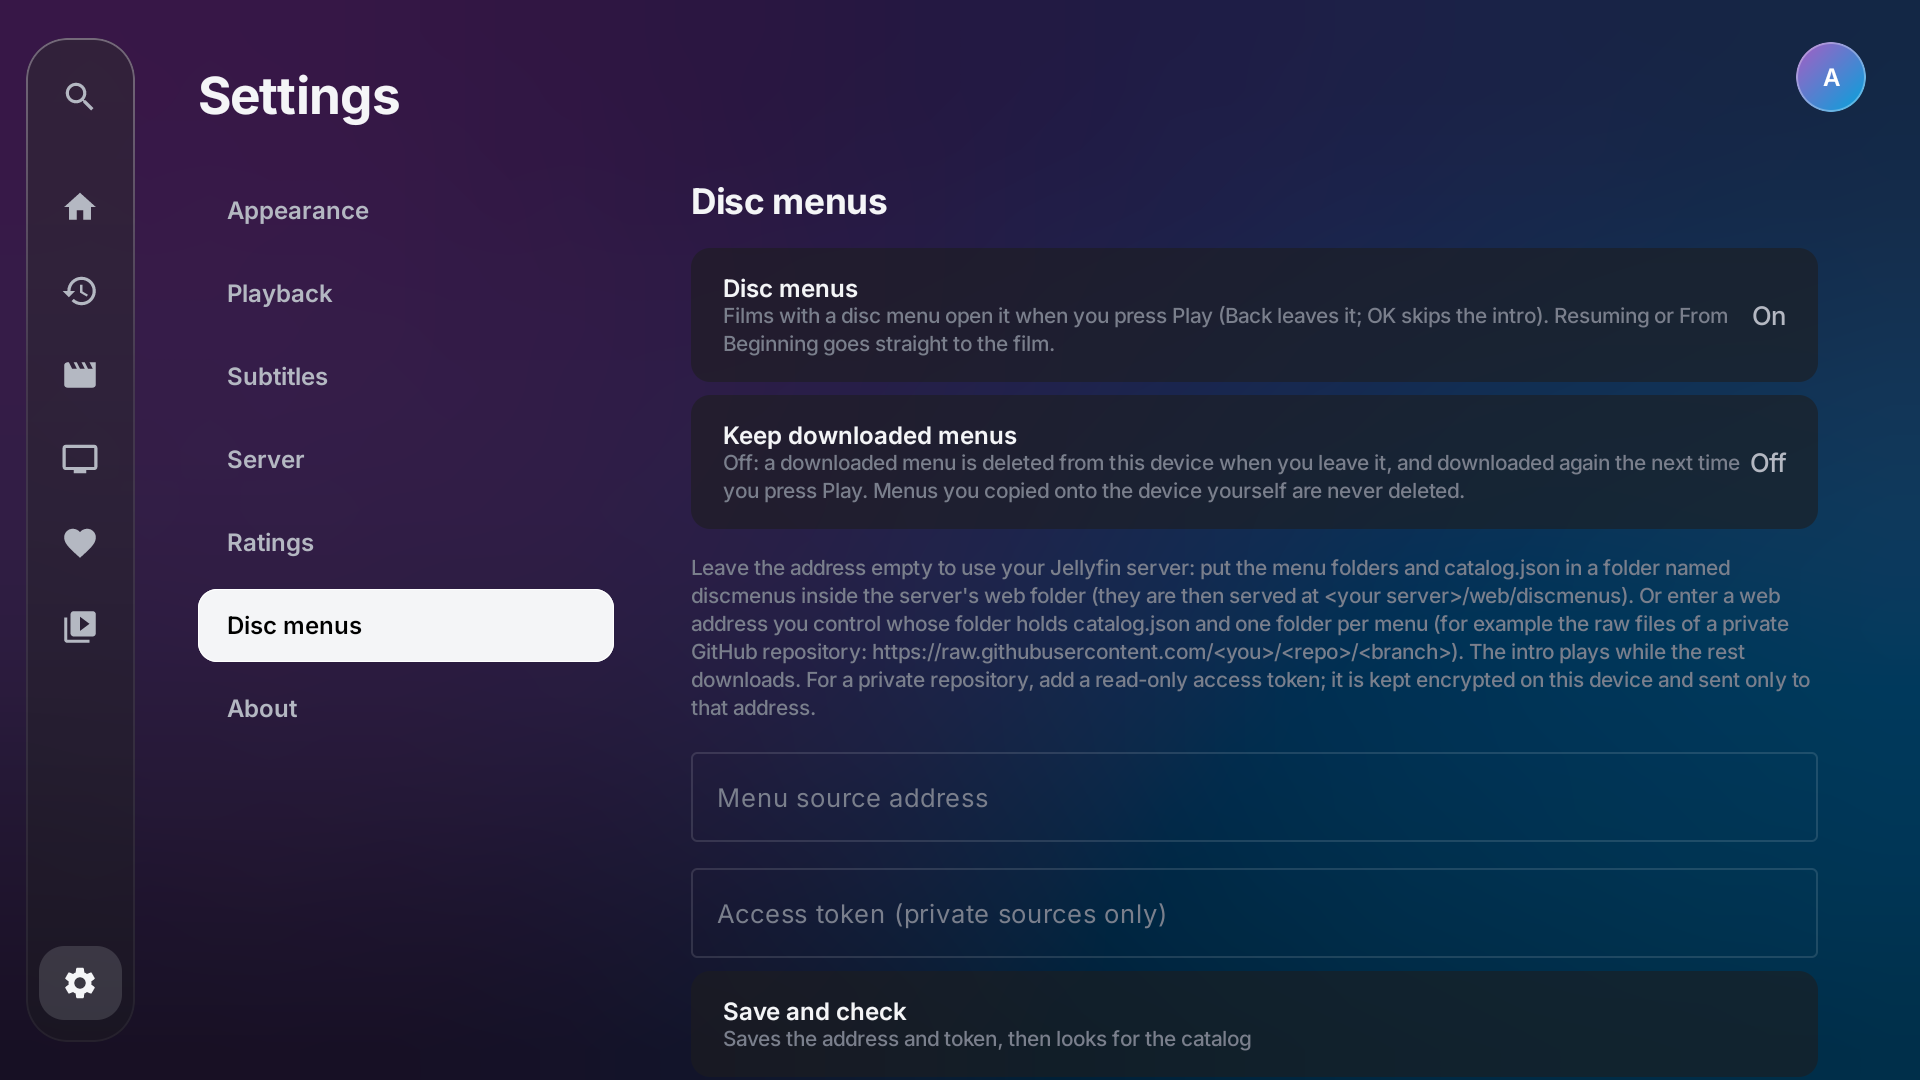 Settings
A
Appearance
Playback
Subtitles
Server
Ratings
Disc menus
About
Disc menus
Disc menus
Films with a disc menu open it when you press Play (Back leaves it; OK skips the intro). Resuming or From
Beginning goes straight to the film.
On
Keep downloaded menus
Off: a downloaded menu is deleted from this device when you leave it, and downloaded again the next time
you press Play. Menus you copied onto the device yourself are never deleted.
Off
Leave the address empty to use your Jellyfin server: put the menu folders and catalog.json in a folder named
discmenus inside the server's web folder (they are then served at <your server>/web/discmenus). Or enter a web
address you control whose folder holds catalog.json and one folder per menu (for example the raw files of a private
GitHub repository: https://raw.githubusercontent.com/<you>/<repo>/<branch>). The intro plays while the rest
downloads. For a private repository, add a read-only access token; it is kept encrypted on this device and sent only to
that address.
Menu source address
Access token (private sources only)
Save and check
Saves the address and token, then looks for the catalog